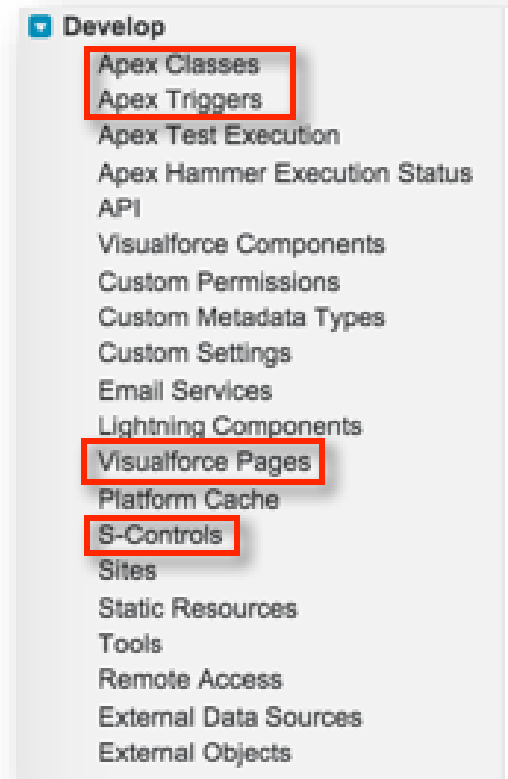 Develop
Apex Classes
Apex Triggers
Apex Test Execution
Apex Hammer Execution Status
API
Visualforce Components
Custom Permissions
Custom Metadata Types
Custom Settings
Email Services
Lightning Components
Visualforce Pages
Platform Cache
S-Controls
Sites
Static Resources
Tools
Remote Access
External Data Sources
External Objects